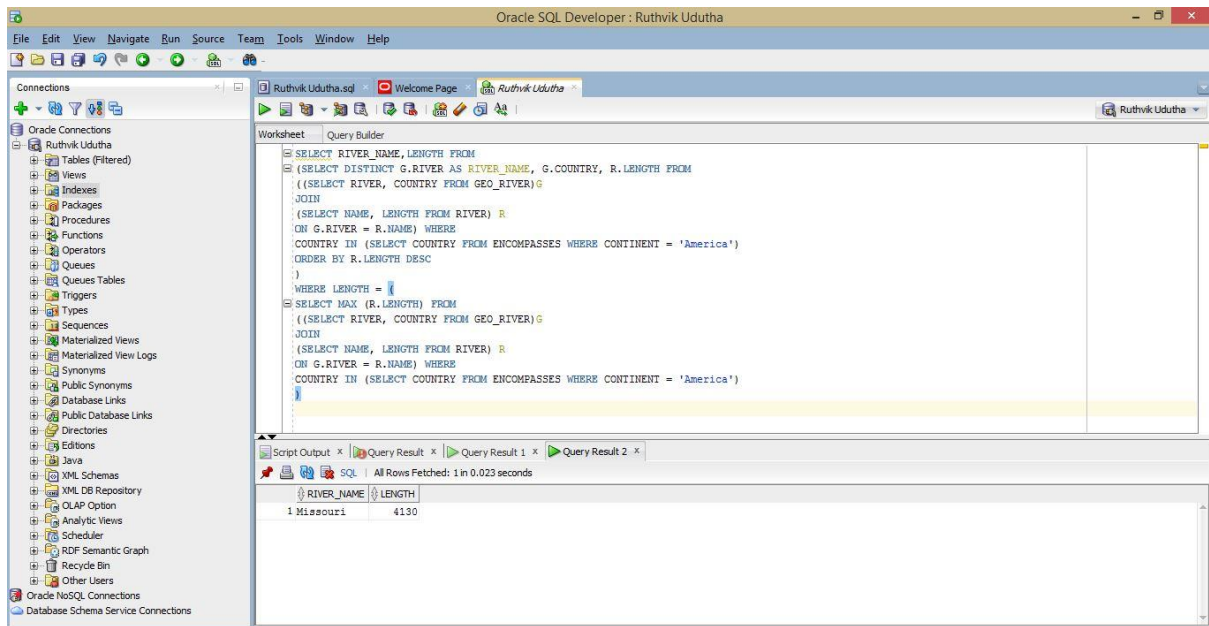 Oracle SQL Developer : Ruthvik Udutha
File Edit View Navigate Run Source Team Tools Window Help
Connections
Oracle Connections
Ruthvik Udutha
Tables (Filtered)
Views
Indexes
Packages
Procedures
Functions
Operators
Queues
Queues Tables
Triggers
Types
Sequences
Materialized Views
Materialized View Logs
Synonyms
Public Synonyms
Database Links
Public Database Links
Directories
Editions
Java
XML Schemas
XML DB Repository
OLAP Option
Analytic Views
Scheduler
RDF Semantic Graph
Recycle Bin
Other Users
Oracle NoSQL Connections
Database Schema Service Connections
Ruthvik Udutha.sql Welcome Page Ruthvik Udutha
Ruthvik Udutha
Worksheet Query Builder
SELECT RIVER_NAME,LENGTH FROM
(SELECT DISTINCT G.RIVER AS RIVER_NAME, G.COUNTRY, R.LENGTH FROM
((SELECT RIVER, COUNTRY FROM GEO_RIVER)G
JOIN
(SELECT NAME, LENGTH FROM RIVER) R
ON G.RIVER = R.NAME) WHERE
COUNTRY IN (SELECT COUNTRY FROM ENCOMPASSES WHERE CONTINENT = 'America')
ORDER BY R.LENGTH DESC
)
WHERE LENGTH = (
SELECT MAX (R.LENGTH) FROM
((SELECT RIVER, COUNTRY FROM GEO_RIVER)G
JOIN
(SELECT NAME, LENGTH FROM RIVER) R
ON G.RIVER = R.NAME) WHERE
COUNTRY IN (SELECT COUNTRY FROM ENCOMPASSES WHERE CONTINENT = 'America')
)
Script Output x Query Result x Query Result 1 x Query Result 2 x
SQL | All Rows Fetched: 1 in 0.023 seconds
RIVER_NAME LENGTH
1 Missouri 4130